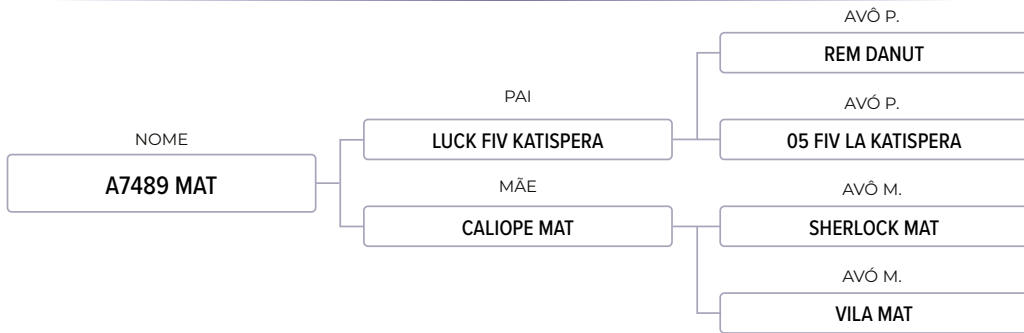 NOME
A7489 MAT
PAI
LUCK FIV KATISPERA
MÃE
CALIOPE MAT
AVÔ P.
REM DANUT
AVÓ P.
05 FIV LA KATISPERA
AVÔ M.
SHERLOCK MAT
AVÓ M.
VILA MAT